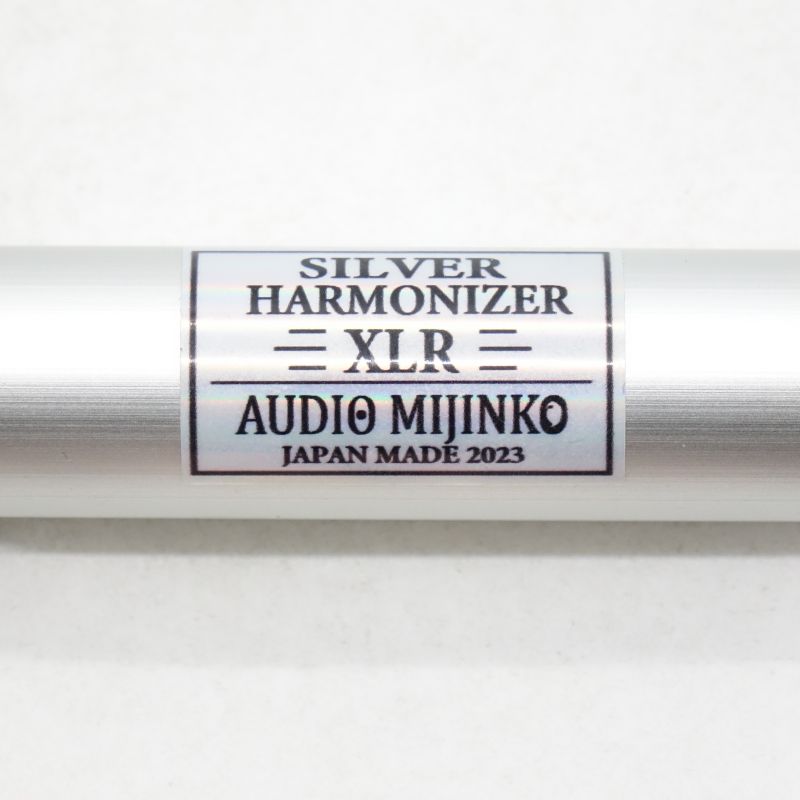 SILVER
HARMONIZER
XLR
AUDIO MIJINKO
JAPAN MADE 2023